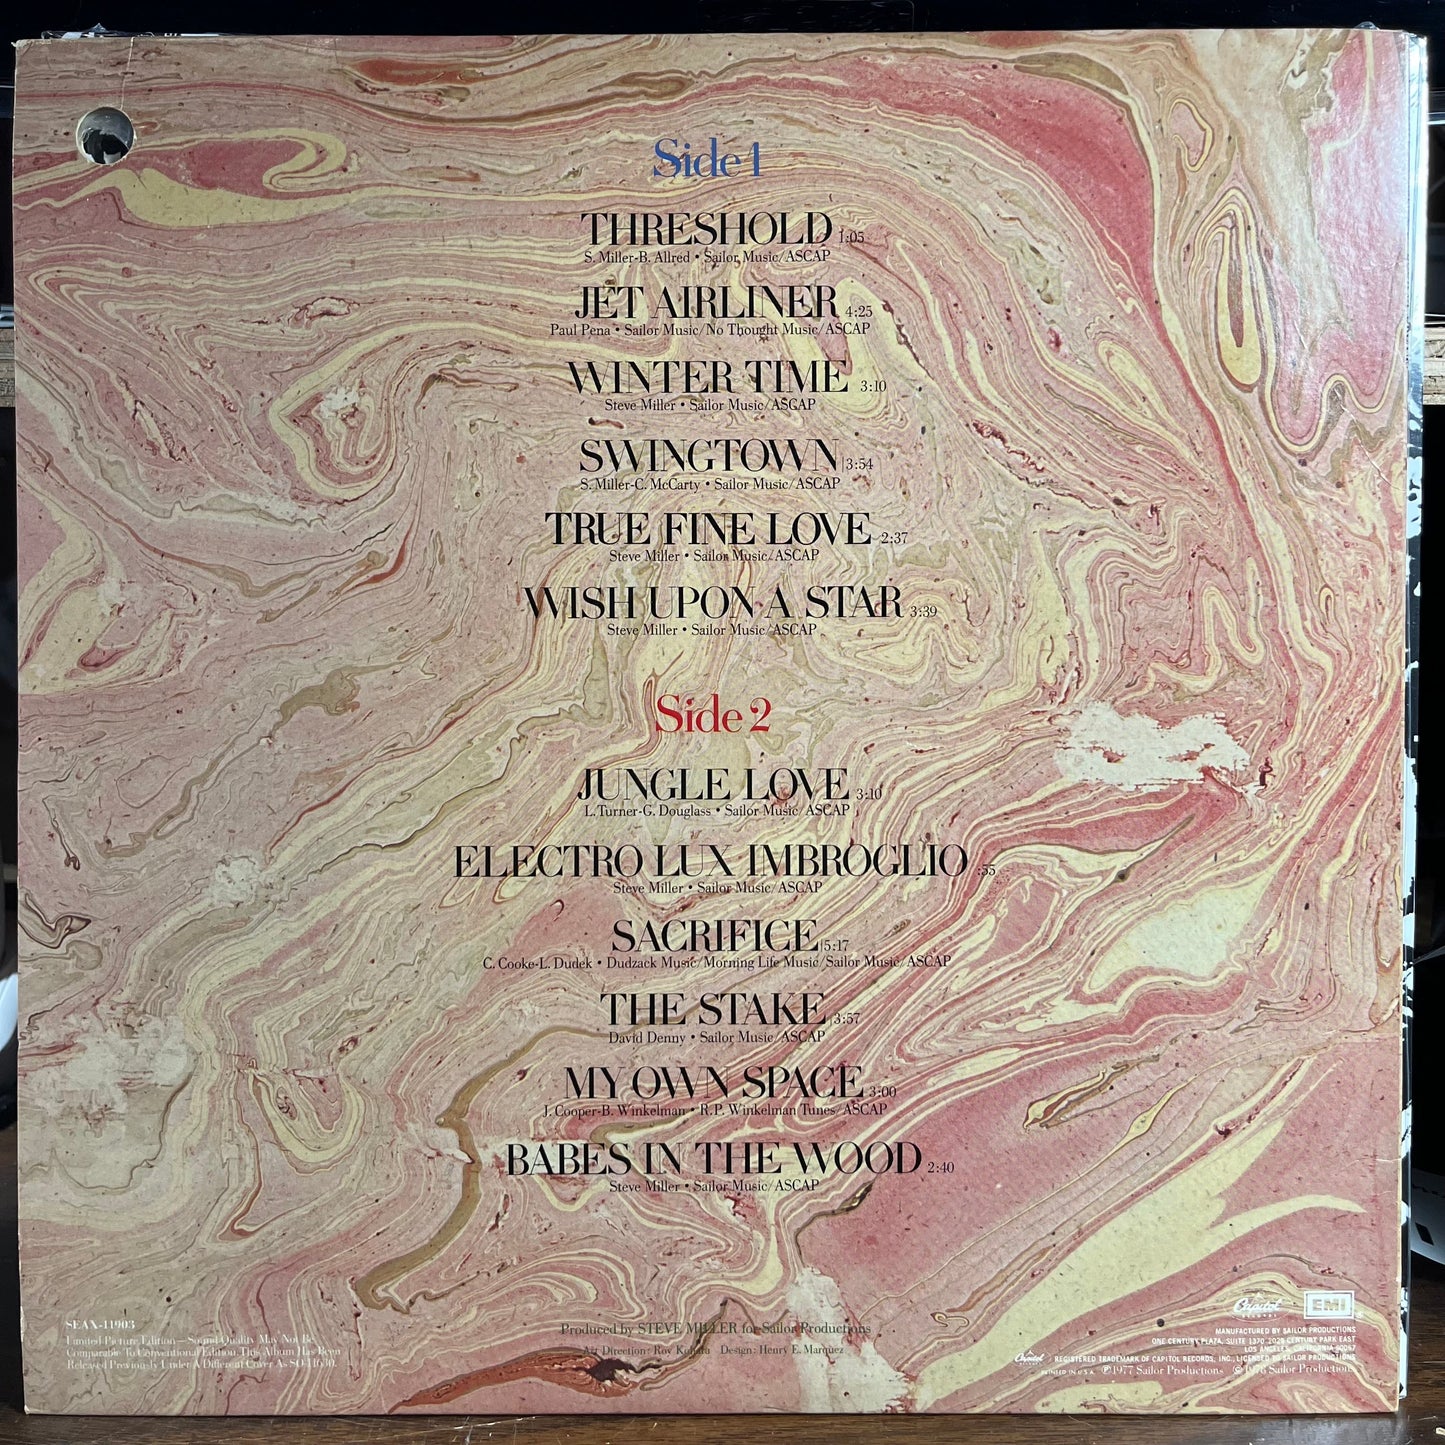 Side 1
THRESHOLD 1:05
S. Miller-B. Allred • Sailor Music/ASCAP
JET AIRLINER 4:25
Paul Pena • Sailor Music/No Thought Music/ASCAP
WINTER TIME 3:10
Steve Miller • Sailor Music/ASCAP
SWINGTOWN 3:54
S. Miller-C. McCarty • Sailor Music/ASCAP
TRUE FINE LOVE 2:37
Steve Miller • Sailor Music/ASCAP
WISH UPON A STAR 3:39
Steve Miller • Sailor Music/ASCAP
Side 2
JUNGLE LOVE 3:10
L. Turner-G. Douglass • Sailor Music/ASCAP
ELECTRO LUX IMBROGLIO :55
Steve Miller • Sailor Music/ASCAP
SACRIFICE 5:17
C. Cooke-L. Dudek • Dudzack Music/Morning Life Music/Sailor Music/ASCAP
THE STAKE 3:57
David Denny • Sailor Music/ASCAP
MY OWN SPACE 3:00
J. Cooper-B. Winkelman • R.P. Winkelman Tunes/ASCAP
BABES IN THE WOOD 2:40
Steve Miller • Sailor Music/ASCAP
SEAX-11903
Limited Picture Edition — Sound Quality May Not Be
Comparable To Conventional Edition. This Album Has Been
Released Previously Under A Different Cover As SO-11630.
Produced by STEVE MILLER for Sailor Productions
Art Direction: Roy Kohara Design: Henry E. Marquez
Capitol
EMI
MANUFACTURED BY SAILOR PRODUCTIONS
ONE CENTURY PLAZA, SUITE 1370, 2029 CENTURY PARK EAST
LOS ANGELES, CALIFORNIA 90067
Capitol REGISTERED TRADEMARK OF CAPITOL RECORDS, INC., LICENSED TO SAILOR PRODUCTIONS
PRINTED IN U.S.A. ℗1977 Sailor Productions ©1978 Sailor Productions